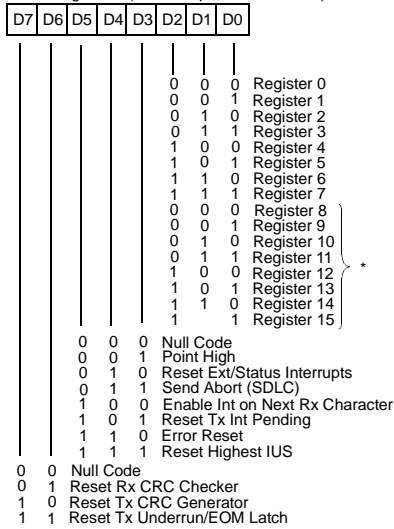 D7 D6 D5 D4 D3 D2 D1 D0
0 0 0 Register 0
0 0 1 Register 1
0 1 0 Register 2
0 1 1 Register 3
1 0 0 Register 4
1 0 1 Register 5
1 1 0 Register 6
1 1 1 Register 7
0 0 0 Register 8
0 0 1 Register 9
0 1 0 Register 10
0 1 1 Register 11
1 0 0 Register 12
1 0 1 Register 13
1 1 0 Register 14
1 1 Register 15
*
0 0 0 Null Code
0 0 1 Point High
0 1 0 Reset Ext/Status Interrupts
0 1 1 Send Abort (SDLC)
1 0 0 Enable Int on Next Rx Character
1 0 1 Reset Tx Int Pending
1 1 0 Error Reset
1 1 1 Reset Highest IUS
0 0 Null Code
0 1 Reset Rx CRC Checker
1 0 Reset Tx CRC Generator
1 1 Reset Tx Underrun/EOM Latch